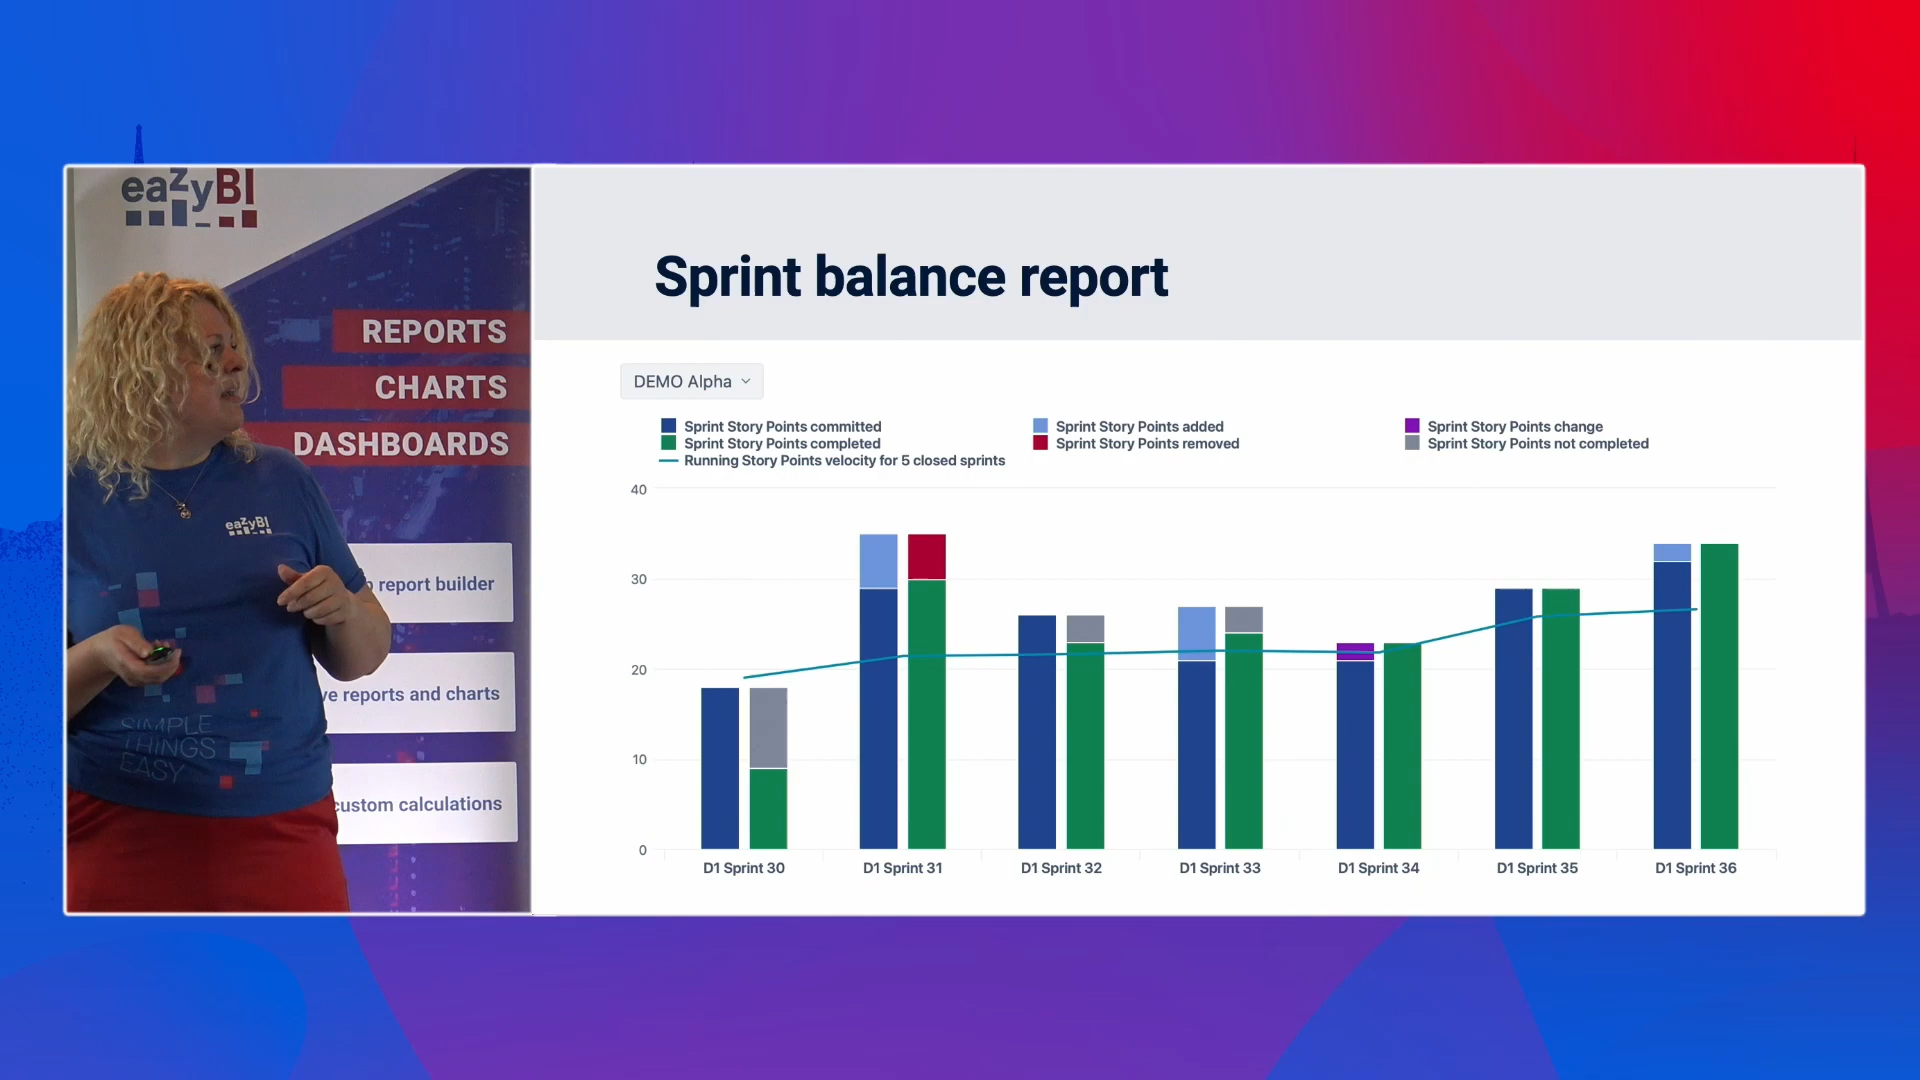 eazyBI
REPORTS
CHARTS
DASHBOARDS
eazyBI
report builder
reports and charts
custom calculations
SIMPLE
THINGS
EASY
Sprint balance report
DEMO Alpha
Sprint Story Points committed
Sprint Story Points added
Sprint Story Points change
Sprint Story Points completed
Sprint Story Points removed
Sprint Story Points not completed
Running Story Points velocity for 5 closed sprints
40
30
20
10
0
D1 Sprint 30
D1 Sprint 31
D1 Sprint 32
D1 Sprint 33
D1 Sprint 34
D1 Sprint 35
D1 Sprint 36